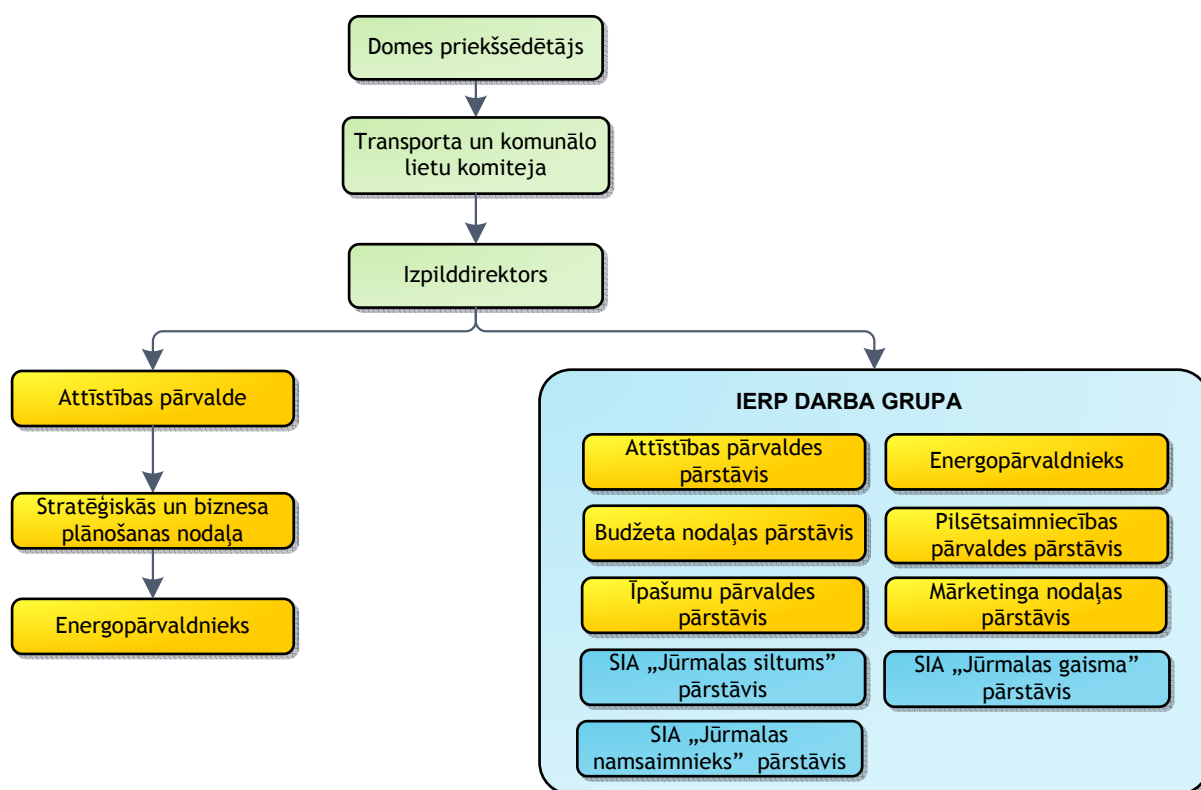 Domes priekšsēdētājs
Transporta un komunālo
lietu komiteja
Izpilddirektors
Attīstības pārvalde
Stratēģiskās un biznesa
plānošanas nodaļa
Energopārvaldnieks
IERP DARBA GRUPA
Attīstības pārvaldes
pārstāvis
Energopārvaldnieks
Budžeta nodaļas pārstāvis
Pilsētsaimniecības
pārvaldes pārstāvis
Īpašumu pārvaldes
pārstāvis
Mārketinga nodaļas
pārstāvis
SIA „Jūrmalas siltums”
pārstāvis
SIA „Jūrmalas gaisma”
pārstāvis
SIA „Jūrmalas
namsaimnieks” pārstāvis